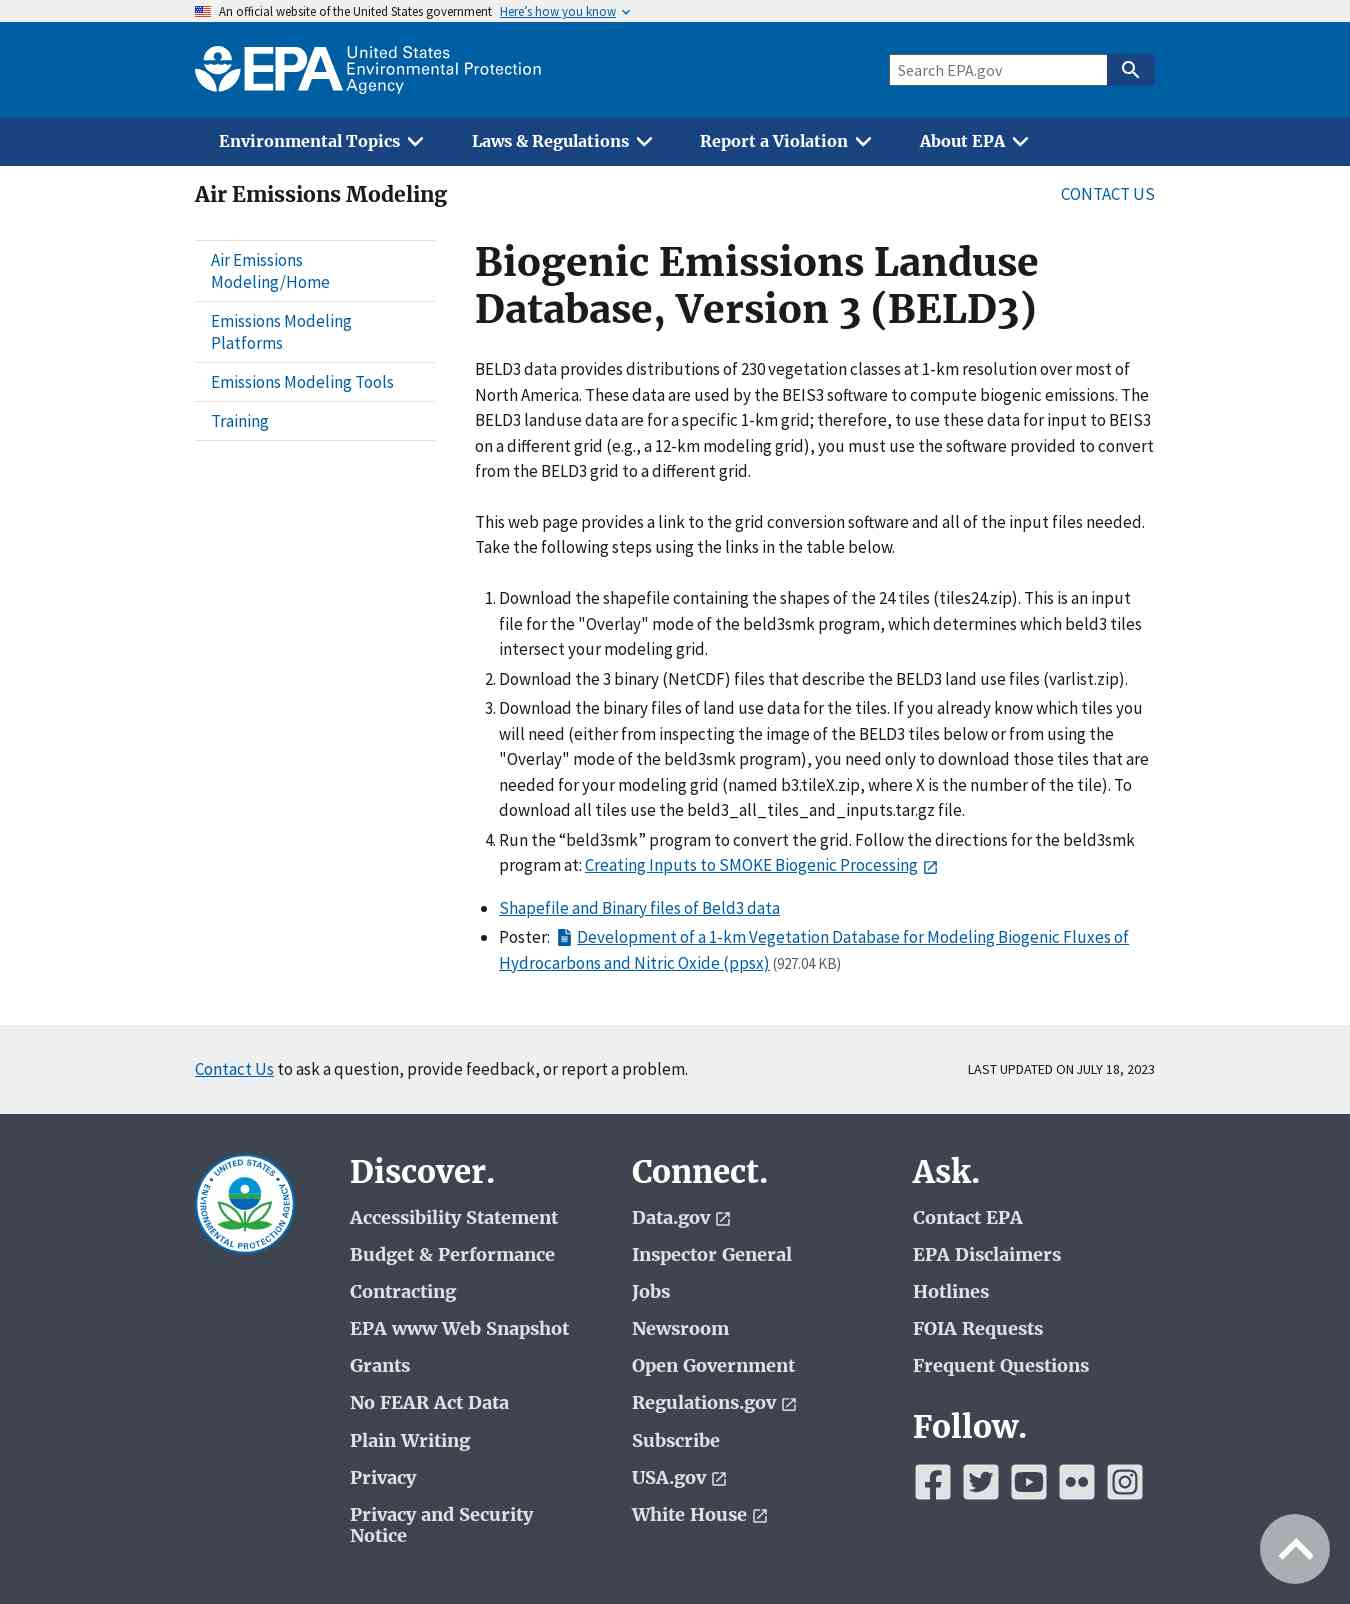 An official website of the United States government Here's how you know
EPA United States
Environmental Protection
Agency
Search EPA.gov
Environmental Topics
Laws & Regulations
Report a Violation
About EPA
Air Emissions Modeling
CONTACT US
Air Emissions
Modeling/Home
Emissions Modeling
Platforms
Emissions Modeling Tools
Training
Biogenic Emissions Landuse
Database, Version 3 (BELD3)
BELD3 data provides distributions of 230 vegetation classes at 1-km resolution over most of
North America. These data are used by the BEIS3 software to compute biogenic emissions. The
BELD3 landuse data are for a specific 1-km grid; therefore, to use these data for input to BEIS3
on a different grid (e.g., a 12-km modeling grid), you must use the software provided to convert
from the BELD3 grid to a different grid.
This web page provides a link to the grid conversion software and all of the input files needed.
Take the following steps using the links in the table below.
1. Download the shapefile containing the shapes of the 24 tiles (tiles24.zip). This is an input
file for the "Overlay" mode of the beld3smk program, which determines which beld3 tiles
intersect your modeling grid.
2. Download the 3 binary (NetCDF) files that describe the BELD3 land use files (varlist.zip).
3. Download the binary files of land use data for the tiles. If you already know which tiles you
will need (either from inspecting the image of the BELD3 tiles below or from using the
"Overlay" mode of the beld3smk program), you need only to download those tiles that are
needed for your modeling grid (named b3.tileX.zip, where X is the number of the tile). To
download all tiles use the beld3_all_tiles_and_inputs.tar.gz file.
4. Run the “beld3smk” program to convert the grid. Follow the directions for the beld3smk
program at: Creating Inputs to SMOKE Biogenic Processing
• Shapefile and Binary files of Beld3 data
• Poster: Development of a 1-km Vegetation Database for Modeling Biogenic Fluxes of
Hydrocarbons and Nitric Oxide (ppsx) (927.04 KB)
Contact Us to ask a question, provide feedback, or report a problem.
LAST UPDATED ON JULY 18, 2023
UNITED STATES
ENVIRONMENTAL PROTECTION AGENCY
Discover.
Accessibility Statement
Budget & Performance
Contracting
EPA www Web Snapshot
Grants
No FEAR Act Data
Plain Writing
Privacy
Privacy and Security
Notice
Connect.
Data.gov
Inspector General
Jobs
Newsroom
Open Government
Regulations.gov
Subscribe
USA.gov
White House
Ask.
Contact EPA
EPA Disclaimers
Hotlines
FOIA Requests
Frequent Questions
Follow.